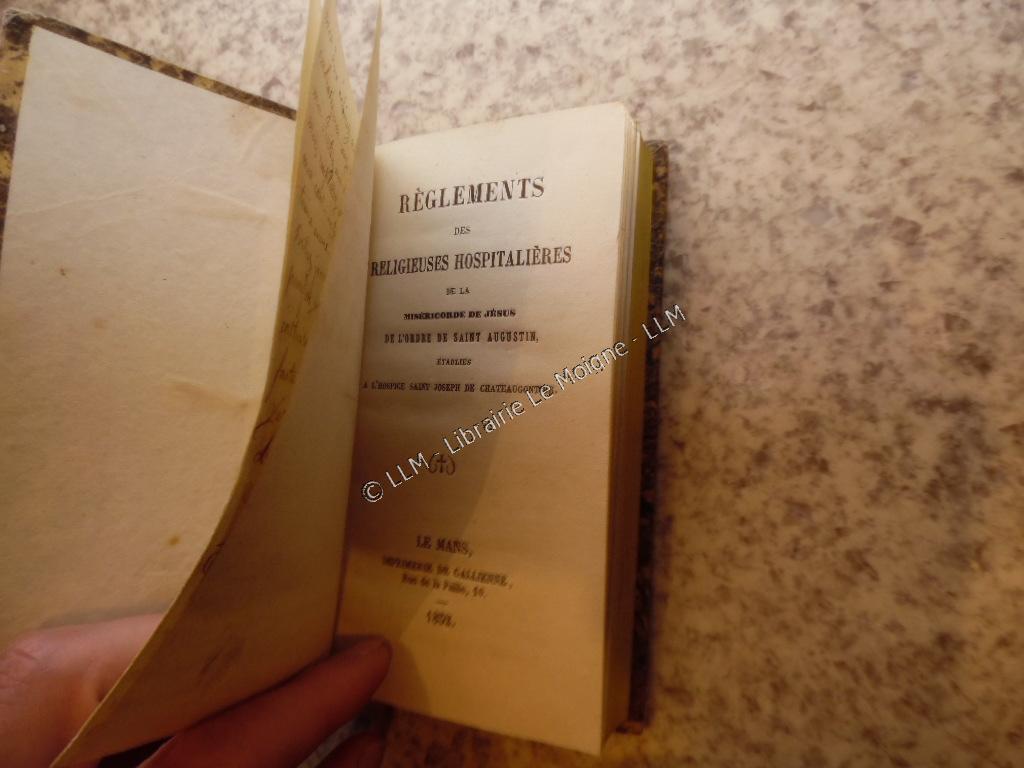 RÈGLEMENTS
DES
RELIGIEUSES HOSPITALIÈRES
DE LA
MISÉRICORDE DE JÉSUS
DE L'ORDRE DE SAINT AUGUSTIN,
ÉTABLIES
A L'HOSPICE SAINT JOSEPH DE CHATEAUGONTIER
© LLM - Librairie Le Moigne - LLM
LE MANS,
IMPRIMERIE DE GALLIENNE,
Rue de la Paille, 10.